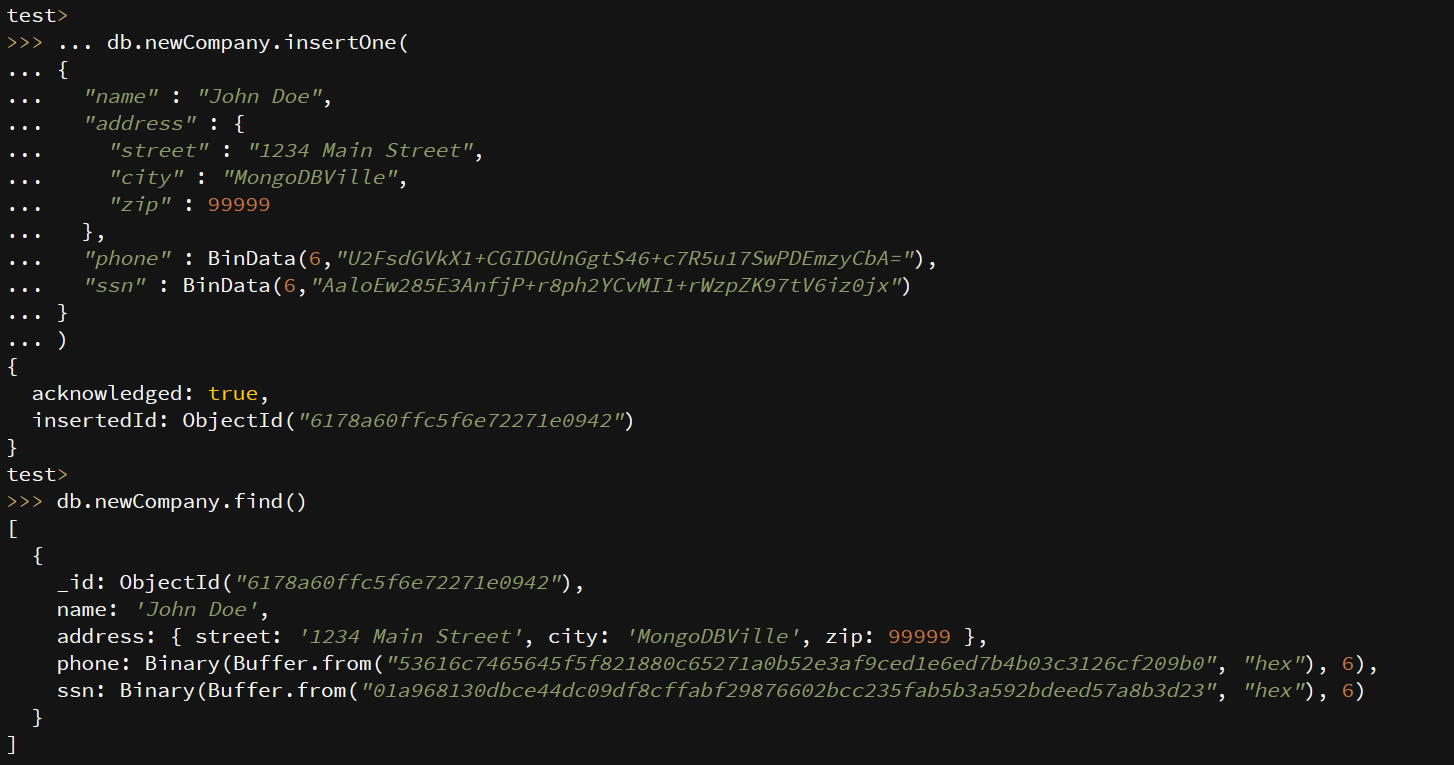 test>
>>> ... db.newCompany.insertOne(
... {
...   "name" : "John Doe",
...   "address" : {
...     "street" : "1234 Main Street",
...     "city" : "MongoDBVille",
...     "zip" : 99999
...   },
...   "phone" : BinData(6,"U2FsdGVkX1+CGIDGUnGgtS46+c7R5u17SwPDEmzyCbA="),
...   "ssn" : BinData(6,"AaloEw285E3AnfjP+r8ph2YCvMI1+rWzpZK97tV6iz0jx")
... }
... )
{
  acknowledged: true,
  insertedId: ObjectId("6178a60ffc5f6e72271e0942")
}
test>
>>> db.newCompany.find()
[
  {
    _id: ObjectId("6178a60ffc5f6e72271e0942"),
    name: 'John Doe',
    address: { street: '1234 Main Street', city: 'MongoDBVille', zip: 99999 },
    phone: Binary(Buffer.from("53616c7465645f5f821880c65271a0b52e3af9ced1e6ed7b4b03c3126cf209b0", "hex"), 6),
    ssn: Binary(Buffer.from("01a968130dbce44dc09df8cffabf29876602bcc235fab5b3a592bdeed57a8b3d23", "hex"), 6)
  }
]